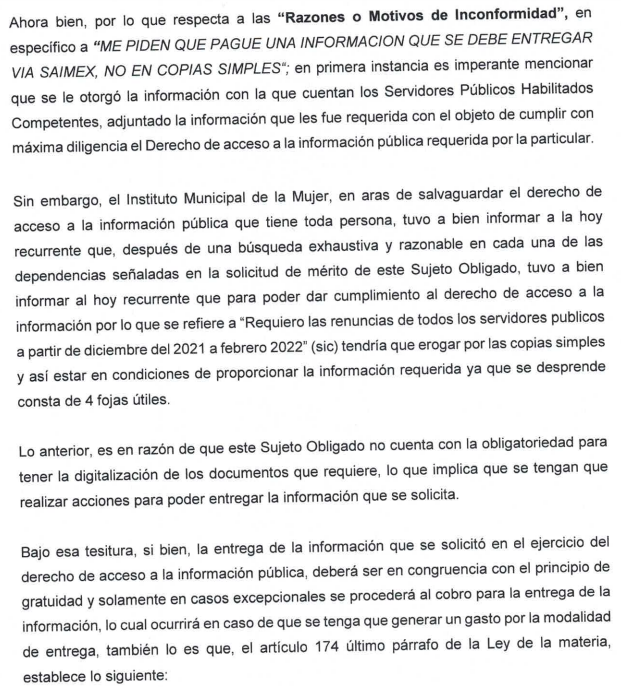 Ahora bien, por lo que respecta a las “Razones o Motivos de Inconformidad”, en
específico a “ME PIDEN QUE PAGUE UNA INFORMACION QUE SE DEBE ENTREGAR
VIA SAIMEX, NO EN COPIAS SIMPLES“; en primera instancia es imperante mencionar
que se le otorgó la información con la que cuentan los Servidores Públicos Habilitados
Competentes, adjuntado la información que les fue requerida con el objeto de cumplir con
máxima diligencia el Derecho de acceso a la información pública requerida por la particular.
Sin embargo, el Instituto Municipal de la Mujer, en aras de salvaguardar el derecho de
acceso a la información pública que tiene toda persona, tuvo a bien informar a la hoy
recurrente que, después de una búsqueda exhaustiva y razonable en cada una de las
dependencias señaladas en la solicitud de mérito de este Sujeto Obligado, tuvo a bien
informar al hoy recurrente que para poder dar cumplimiento al derecho de acceso a la
información por lo que se refiere a “Requiero las renuncias de todos los servidores publicos
a partir de diciembre del 2021 a febrero 2022” (sic) tendría que erogar por las copias simples
y así estar en condiciones de proporcionar la información requerida ya que se desprende
consta de 4 fojas útiles.
Lo anterior, es en razón de que este Sujeto Obligado no cuenta con la obligatoriedad para
tener la digitalización de los documentos que requiere, lo que implica que se tengan que
realizar acciones para poder entregar la información que se solicita.
Bajo esa tesitura, si bien, la entrega de la información que se solicitó en el ejercicio del
derecho de acceso a la información pública, deberá ser en congruencia con el principio de
gratuidad y solamente en casos excepcionales se procederá al cobro para la entrega de la
información, lo cual ocurrirá en caso de que se tenga que generar un gasto por la modalidad
de entrega, también lo es que, el artículo 174 último párrafo de la Ley de la materia,
establece lo siguiente: